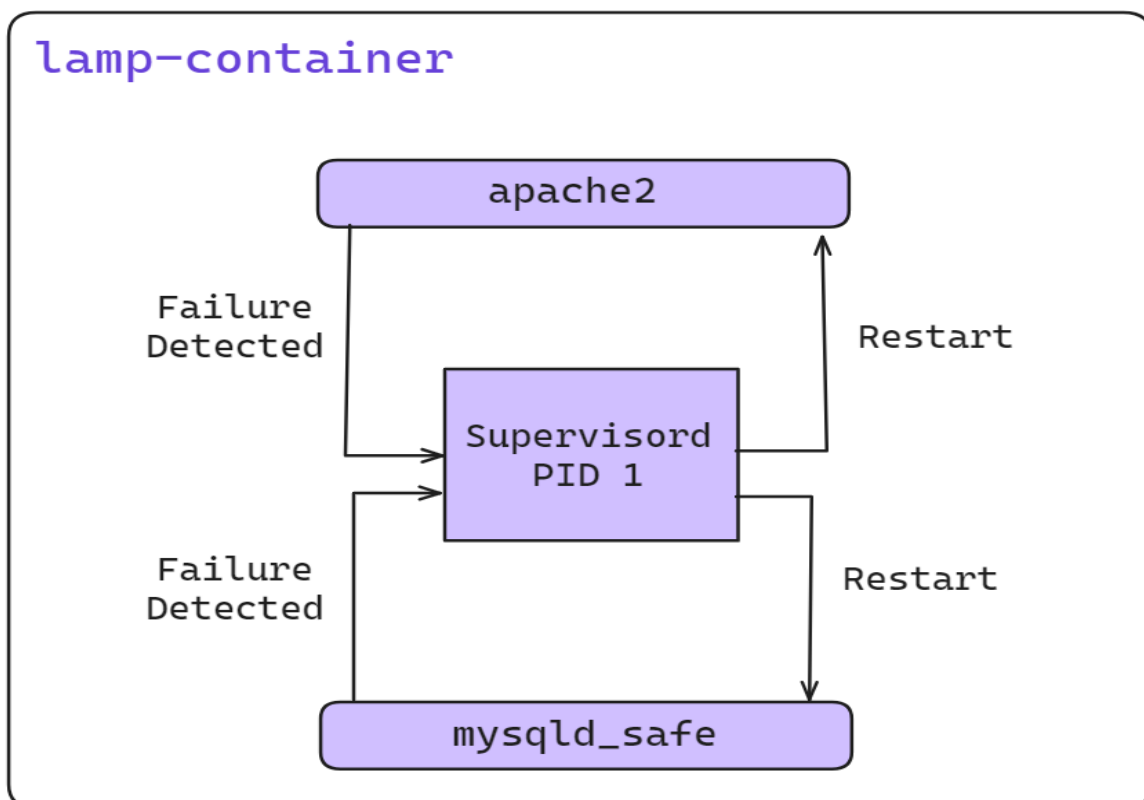 lamp-container
apache2
Failure
Detected
Restart
Supervisord
PID 1
Failure
Detected
Restart
mysqld_safe